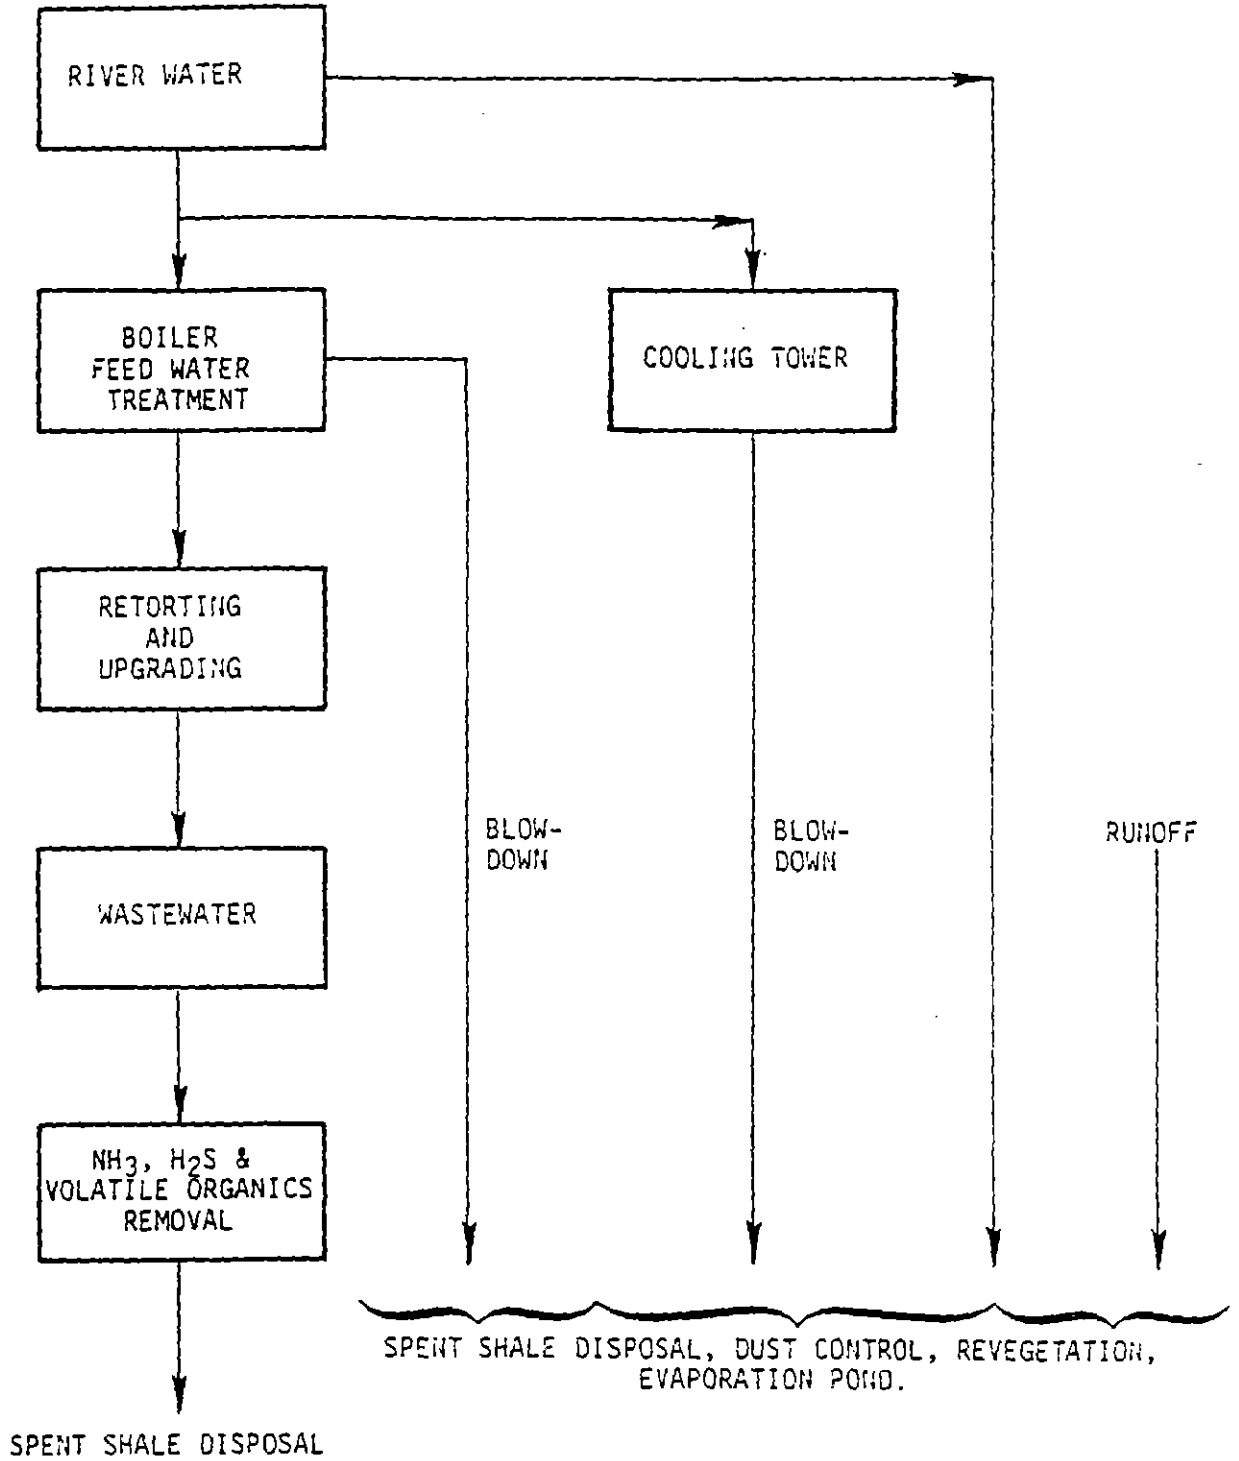 RIVER WATER
BOILER
FEED WATER
TREATMENT
COOLING TOWER
RETORTING
AND
UPGRADING
BLOW-
DOWN
BLOW-
DOWN
RUNOFF
WASTEWATER
NH3, H2S &
VOLATILE ORGANICS
REMOVAL
SPENT SHALE DISPOSAL, DUST CONTROL, REVEGETATION,
EVAPORATION POND.
SPENT SHALE DISPOSAL